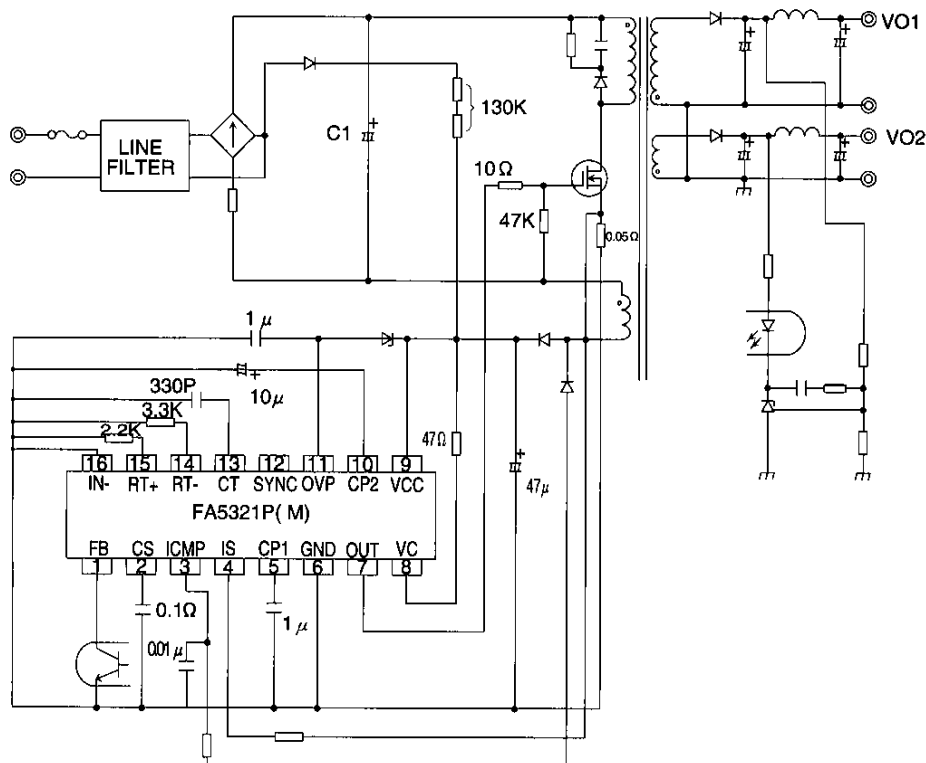 VO1
130K
C1
+
LINE
FILTER
VO2
10Ω
47K
0.05Ω
1μ
330P
10μ
3.3K
2.2K
47Ω
47μ
16 15 14 13 12 11 10 9
IN- RT+ RT- CT SYNC OVP CP2 VCC
FA5321P( M)
FB CS ICMP IS CP1 GND OUT VC
1 2 3 4 5 6 7 8
0.1Ω
0.01μ
1μ